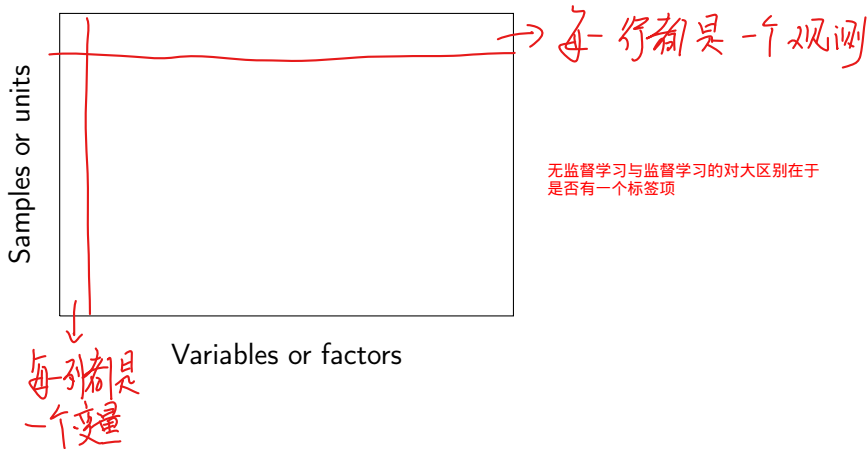 → 每一行都是一个观测
Samples or units
无监督学习与监督学习的对大区别在于
是否有一个标签项
Variables or factors
每列都是
一个变量